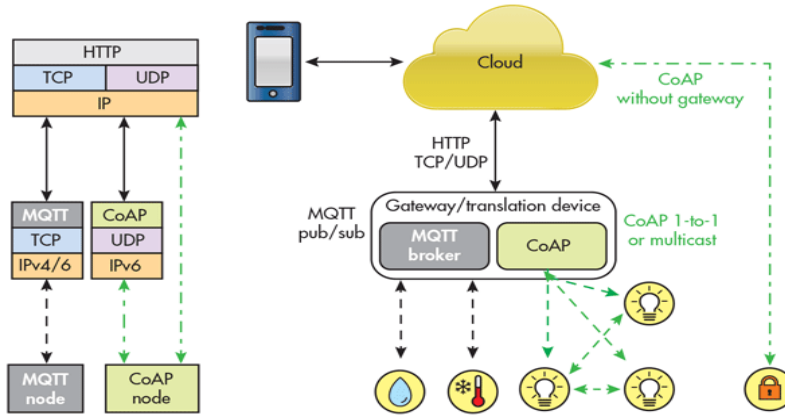 HTTP
TCP
UDP
IP
MQTT
TCP
IPv4/6
CoAP
UDP
IPv6
MQTT
node
CoAP
node
Cloud
CoAP
without gateway
HTTP
TCP/UDP
MQTT
pub/sub
Gateway/translation device
MQTT
broker
CoAP
CoAP 1-to-1
or multicast